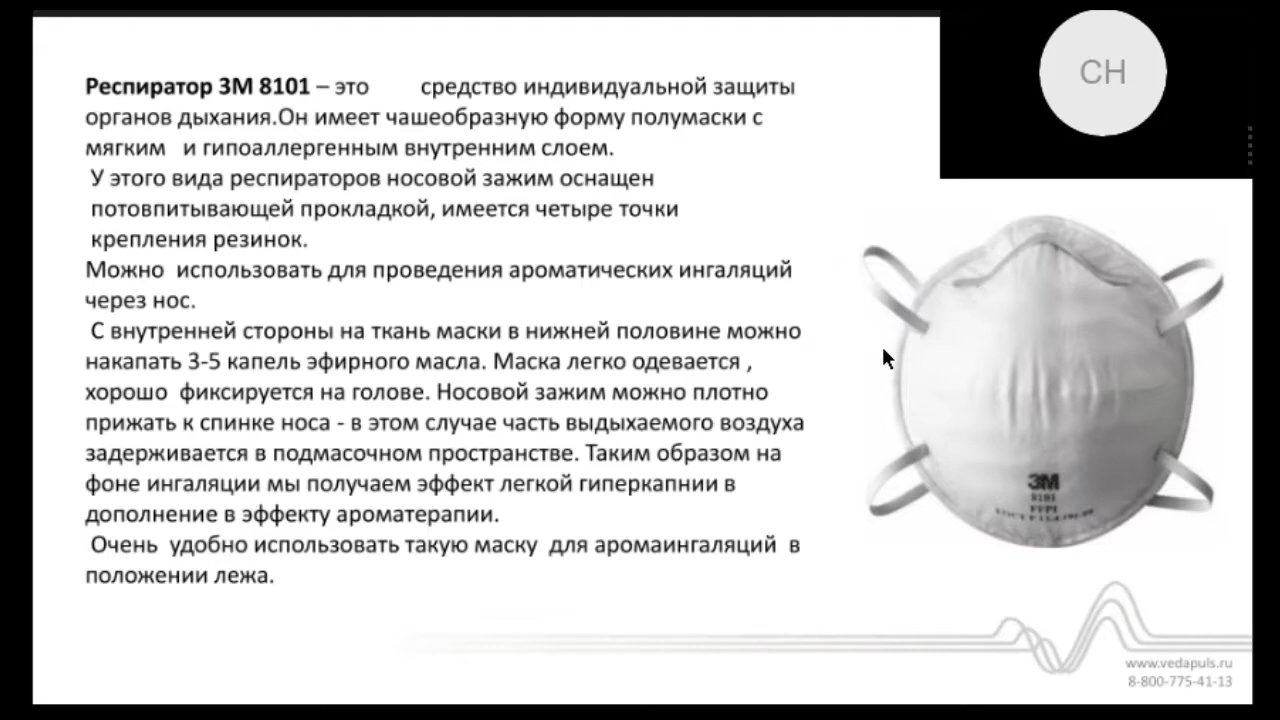 Респиратор 3М 8101 – это средство индивидуальной защиты
органов дыхания.Он имеет чашеобразную форму полумаски с
мягким и гипоаллергенным внутренним слоем.
У этого вида респираторов носовой зажим оснащен
потовпитывающей прокладкой, имеется четыре точки
крепления резинок.
Можно использовать для проведения ароматических ингаляций
через нос.
С внутренней стороны на ткань маски в нижней половине можно
накапать 3-5 капель эфирного масла. Маска легко одевается ,
хорошо фиксируется на голове. Носовой зажим можно плотно
прижать к спинке носа - в этом случае часть выдыхаемого воздуха
задерживается в подмасочном пространстве. Таким образом на
фоне ингаляции мы получаем эффект легкой гиперкапнии в
дополнение в эффекту ароматерапии.
Очень удобно использовать такую маску для аромаингаляций в
положении лежа.
СН
3M
8101
FFP1
www.vedapuls.ru
8-800-775-41-13